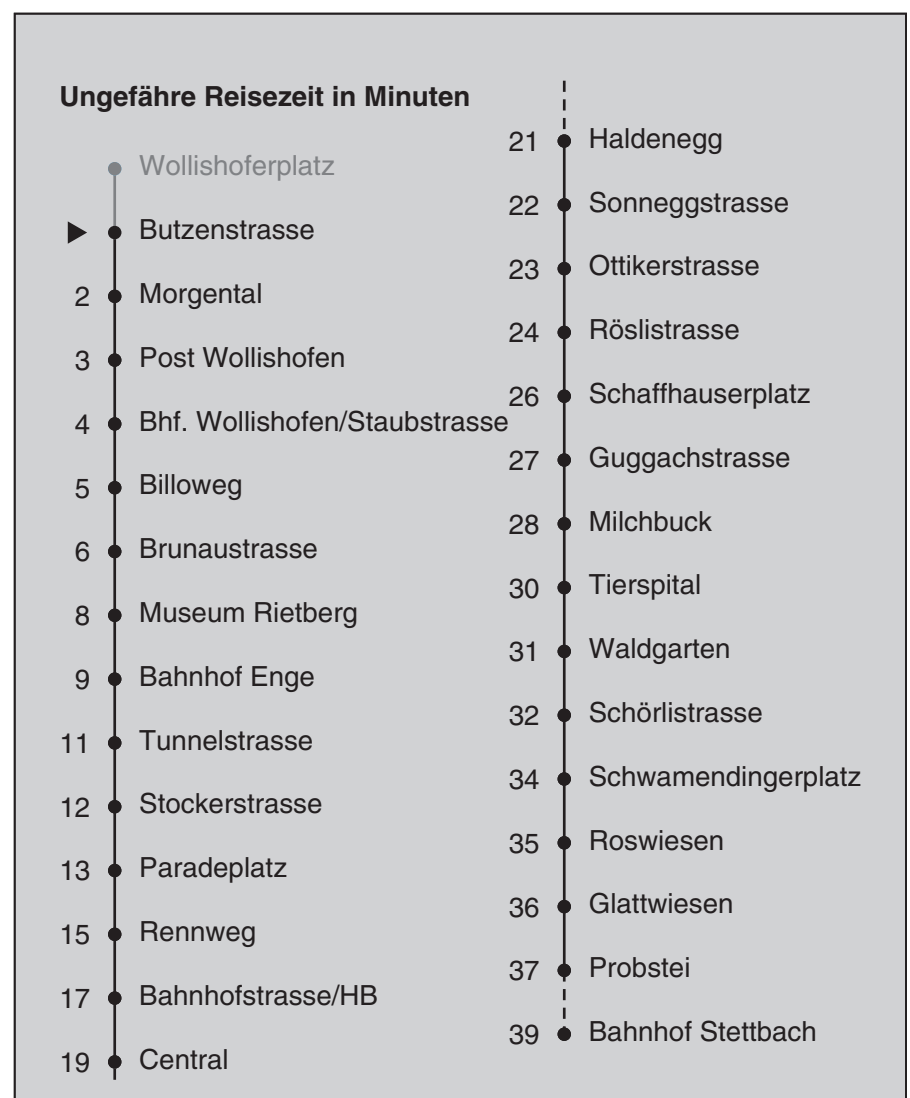 Ungefähre Reisezeit in Minuten
Wollishoferplatz
Butzenstrasse
2 Morgental
3 Post Wollishofen
4 Bhf. Wollishofen/Staubstrasse
5 Billoweg
6 Brunaustrasse
8 Museum Rietberg
9 Bahnhof Enge
11 Tunnelstrasse
12 Stockerstrasse
13 Paradeplatz
15 Rennweg
17 Bahnhofstrasse/HB
19 Central
21 Haldenegg
22 Sonneggstrasse
23 Ottikerstrasse
24 Röslistrasse
26 Schaffhauserplatz
27 Guggachstrasse
28 Milchbuck
30 Tierspital
31 Waldgarten
32 Schörlistrasse
34 Schwamendingerplatz
35 Roswiesen
36 Glattwiesen
37 Probstei
39 Bahnhof Stettbach